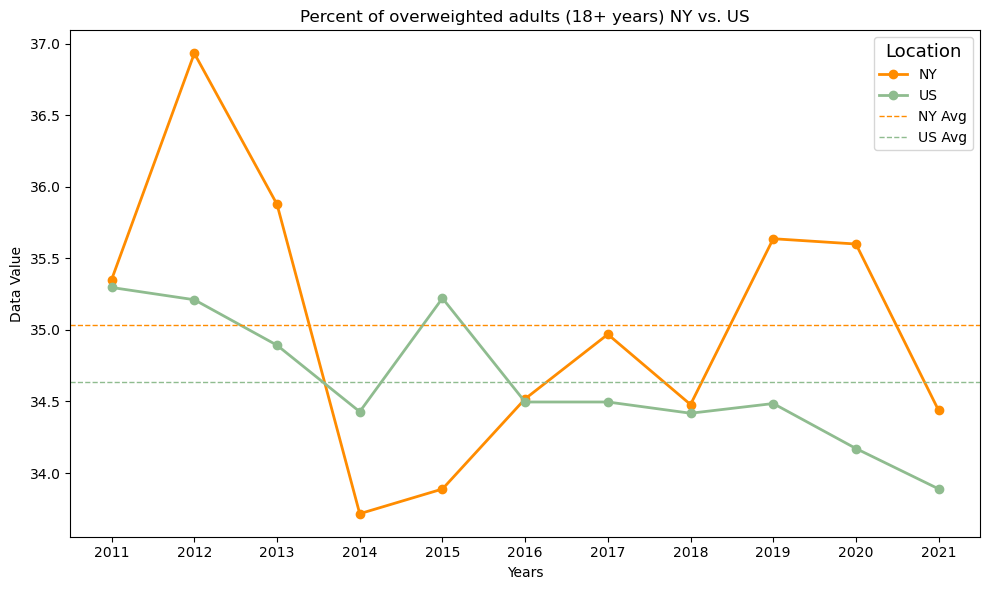 Percent of overweighted adults (18+ years) NY vs. US
Location
NY
US
NY Avg
US Avg
Data Value
37.0
36.5
36.0
35.5
35.0
34.5
34.0
2011 2012 2013 2014 2015 2016 2017 2018 2019 2020 2021
Years